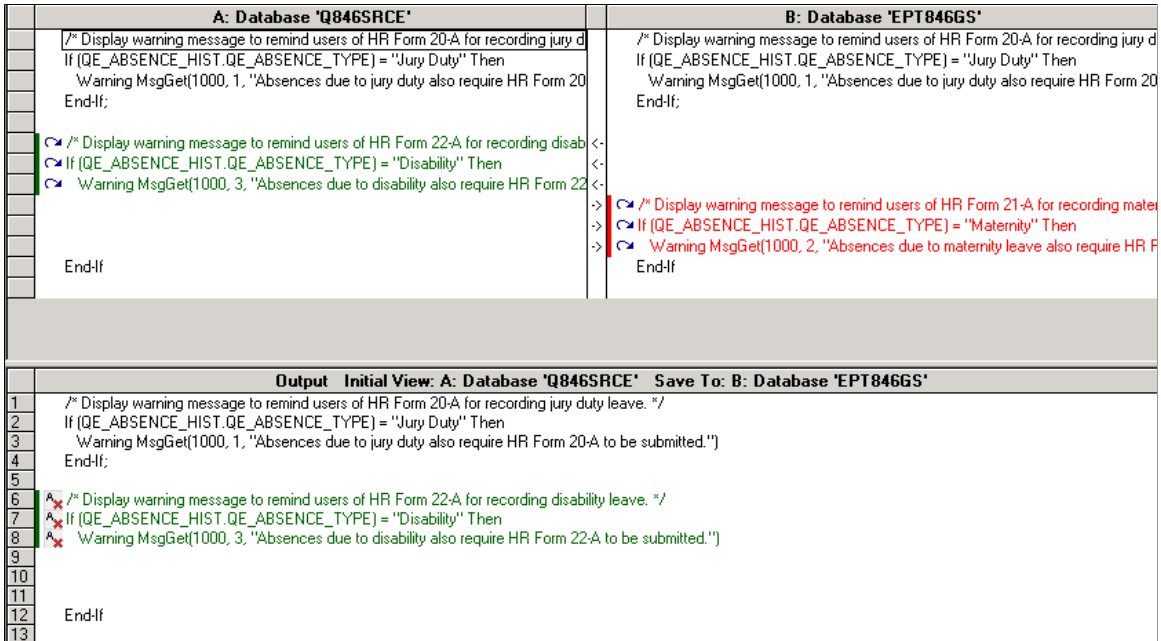 A: Database 'Q846SRCE'
/* Display warning message to remind users of HR Form 20-A for recording jury d
If (QE_ABSENCE_HIST.QE_ABSENCE_TYPE) = "Jury Duty" Then
Warning MsgGet(1000, 1, "Absences due to jury duty also require HR Form 20
End-If;
/* Display warning message to remind users of HR Form 22-A for recording disab <-
If (QE_ABSENCE_HIST.QE_ABSENCE_TYPE) = "Disability" Then <-
Warning MsgGet(1000, 3, "Absences due to disability also require HR Form 22 <-
End-If
B: Database 'EPT846GS'
/* Display warning message to remind users of HR Form 20-A for recording jury d
If (QE_ABSENCE_HIST.QE_ABSENCE_TYPE) = "Jury Duty" Then
Warning MsgGet(1000, 1, "Absences due to jury duty also require HR Form 20
End-If;
-> /* Display warning message to remind users of HR Form 21-A for recording mater
-> If (QE_ABSENCE_HIST.QE_ABSENCE_TYPE) = "Maternity" Then
-> Warning MsgGet(1000, 2, "Absences due to maternity leave also require HR F
End-If
Output Initial View: A: Database 'Q846SRCE' Save To: B: Database 'EPT846GS'
1 /* Display warning message to remind users of HR Form 20-A for recording jury duty leave. */
2 If (QE_ABSENCE_HIST.QE_ABSENCE_TYPE) = "Jury Duty" Then
3 Warning MsgGet(1000, 1, "Absences due to jury duty also require HR Form 20-A to be submitted.")
4 End-If;
5
6 A /* Display warning message to remind users of HR Form 22-A for recording disability leave. */
7 A If (QE_ABSENCE_HIST.QE_ABSENCE_TYPE) = "Disability" Then
8 A Warning MsgGet(1000, 3, "Absences due to disability also require HR Form 22-A to be submitted.")
9
10
11
12 End-If
13